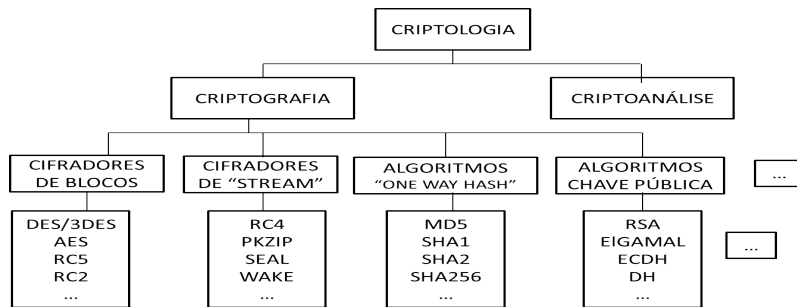 CRIPTOLOGIA
CRIPTOGRAFIA
CRIPTOANÁLISE
CIFRADORES
DE BLOCOS
CIFRADORES
DE “STREAM”
ALGORITMOS
“ONE WAY HASH”
ALGORITMOS
CHAVE PÚBLICA
...
DES/3DES
AES
RC5
RC2
...
RC4
PKZIP
SEAL
WAKE
...
MD5
SHA1
SHA2
SHA256
...
RSA
EIGAMAL
ECDH
DH
...
...